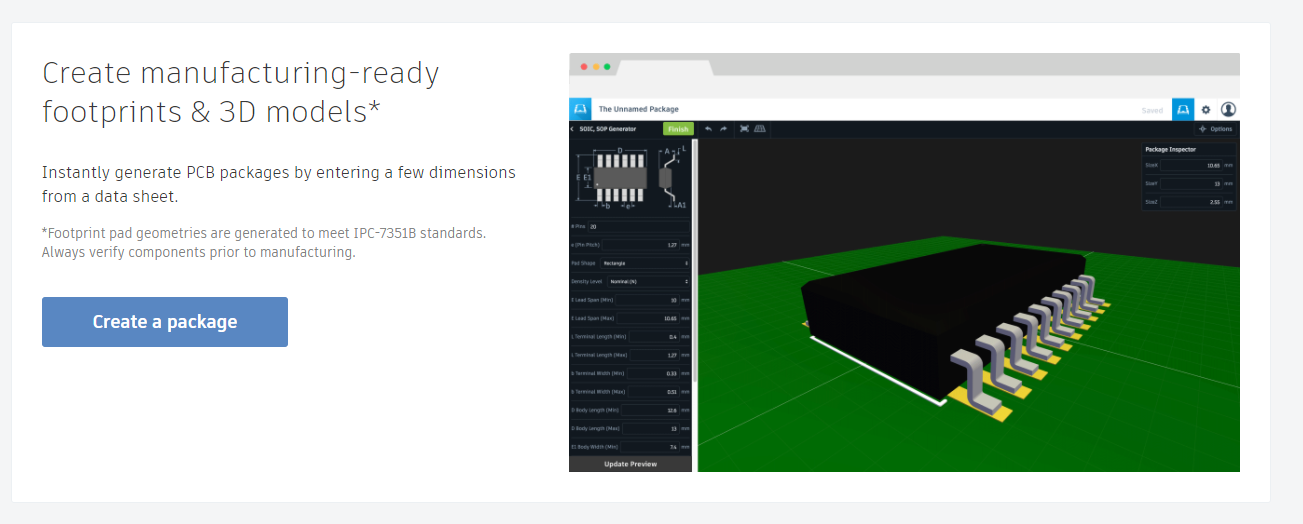 Create manufacturing-ready
footprints & 3D models*
Instantly generate PCB packages by entering a few dimensions
from a data sheet.
*Footprint pad geometries are generated to meet IPC-7351B standards.
Always verify components prior to manufacturing.
Create a package
The Unnamed Package
Saved
SOIC, SOP Generator
Finish
Options
D
A
L
E
E1
b
e
A1
# Pins 20
e (Pin Pitch) 1.27 mm
Pad Shape Rectangle
Density Level Nominal (N)
E Lead Span (Min) 10 mm
E Lead Span (Max) 10.65 mm
L Terminal Length (Min) 0.4 mm
L Terminal Length (Max) 1.27 mm
b Terminal Width (Min) 0.33 mm
b Terminal Width (Max) 0.51 mm
D Body Length (Min) 12.6 mm
D Body Length (Max) 13 mm
E1 Body Width (Min) 7.4 mm
Update Preview
Package Inspector
SizeX 10.65 mm
SizeY 13 mm
SizeZ mm